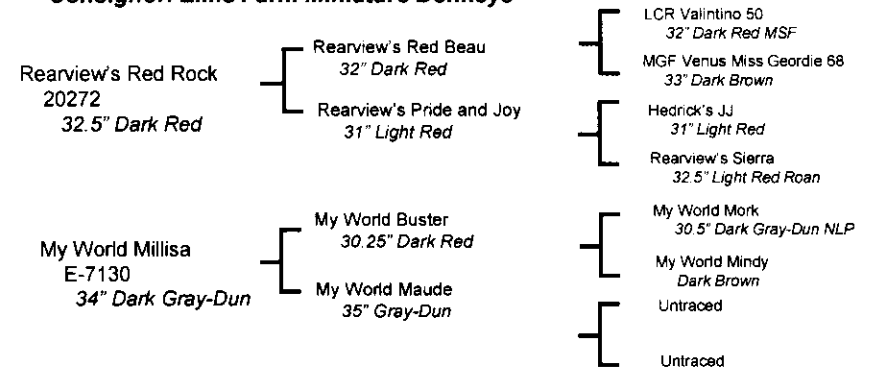 Consignor: Elms Farm Miniature Donkeys
LCR Valintino 50
32" Dark Red MSF
Rearview's Red Beau
32" Dark Red
MGF Venus Miss Geordie 68
33" Dark Brown
Rearview's Red Rock
20272
32.5" Dark Red
Rearview's Pride and Joy
31" Light Red
Hedrick's JJ
31" Light Red
Rearview's Sierra
32.5" Light Red Roan
My World Buster
30.25" Dark Red
My World Mork
30.5" Dark Gray-Dun NLP
My World Millisa
E-7130
34" Dark Gray-Dun
My World Mindy
Dark Brown
My World Maude
35" Gray-Dun
Untraced
Untraced